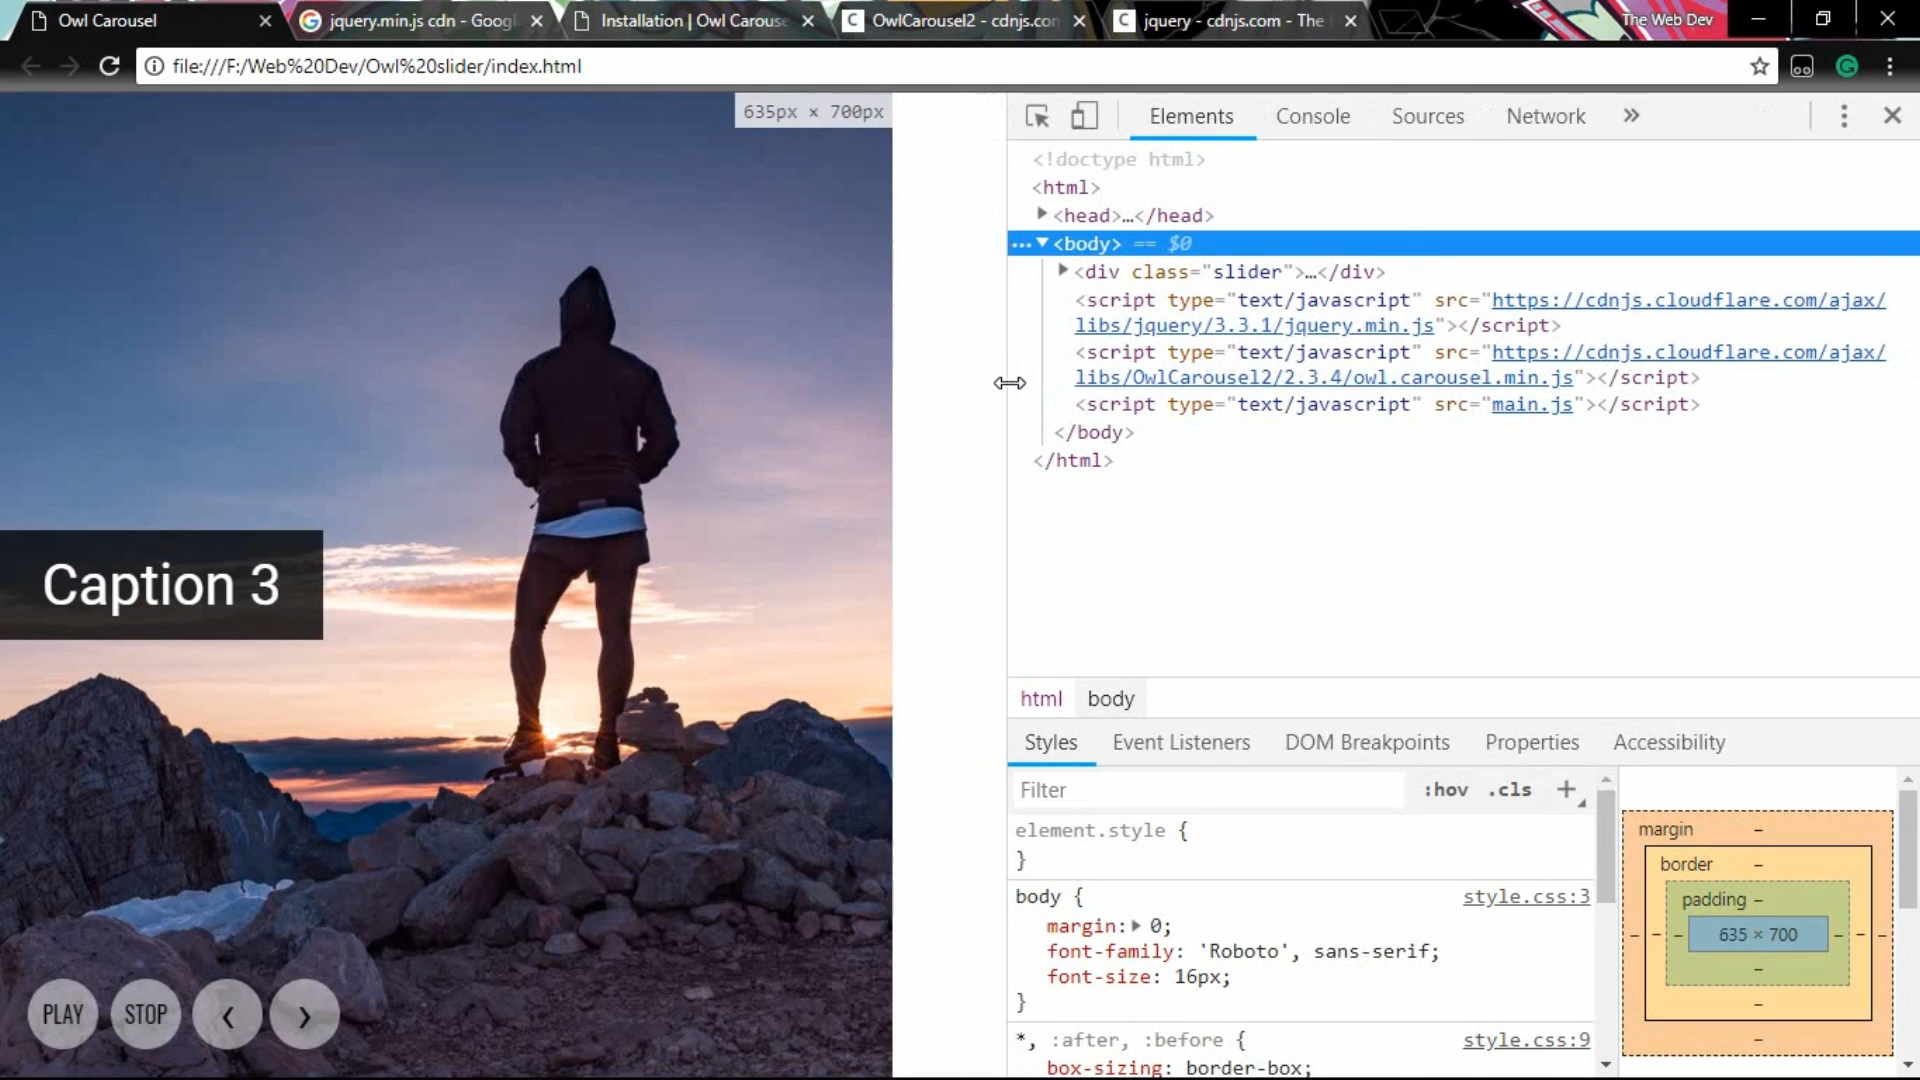 Owl Carousel
jquery.min.js cdn - Googl
Installation | Owl Carouse
OwlCarousel2 - cdnjs.com
jquery - cdnjs.com - The
The Web Dev
file:///F:/Web%20Dev/Owl%20slider/index.html
635px × 700px
Elements
Console
Sources
Network
<!doctype html>
<html>
<head>…</head>
<body> == $0
<div class="slider">…</div>
<script type="text/javascript" src="https://cdnjs.cloudflare.com/ajax/
libs/jquery/3.3.1/jquery.min.js"></script>
<script type="text/javascript" src="https://cdnjs.cloudflare.com/ajax/
libs/OwlCarousel2/2.3.4/owl.carousel.min.js"></script>
<script type="text/javascript" src="main.js"></script>
</body>
</html>
Caption 3
PLAY
STOP
html
body
Styles
Event Listeners
DOM Breakpoints
Properties
Accessibility
Filter
:hov
.cls
element.style {
}
body {
style.css:3
margin: 0;
font-family: 'Roboto', sans-serif;
font-size: 16px;
}
*, :after, :before {
style.css:9
box-sizing: border-box;
margin –
border –
padding –
635 × 700